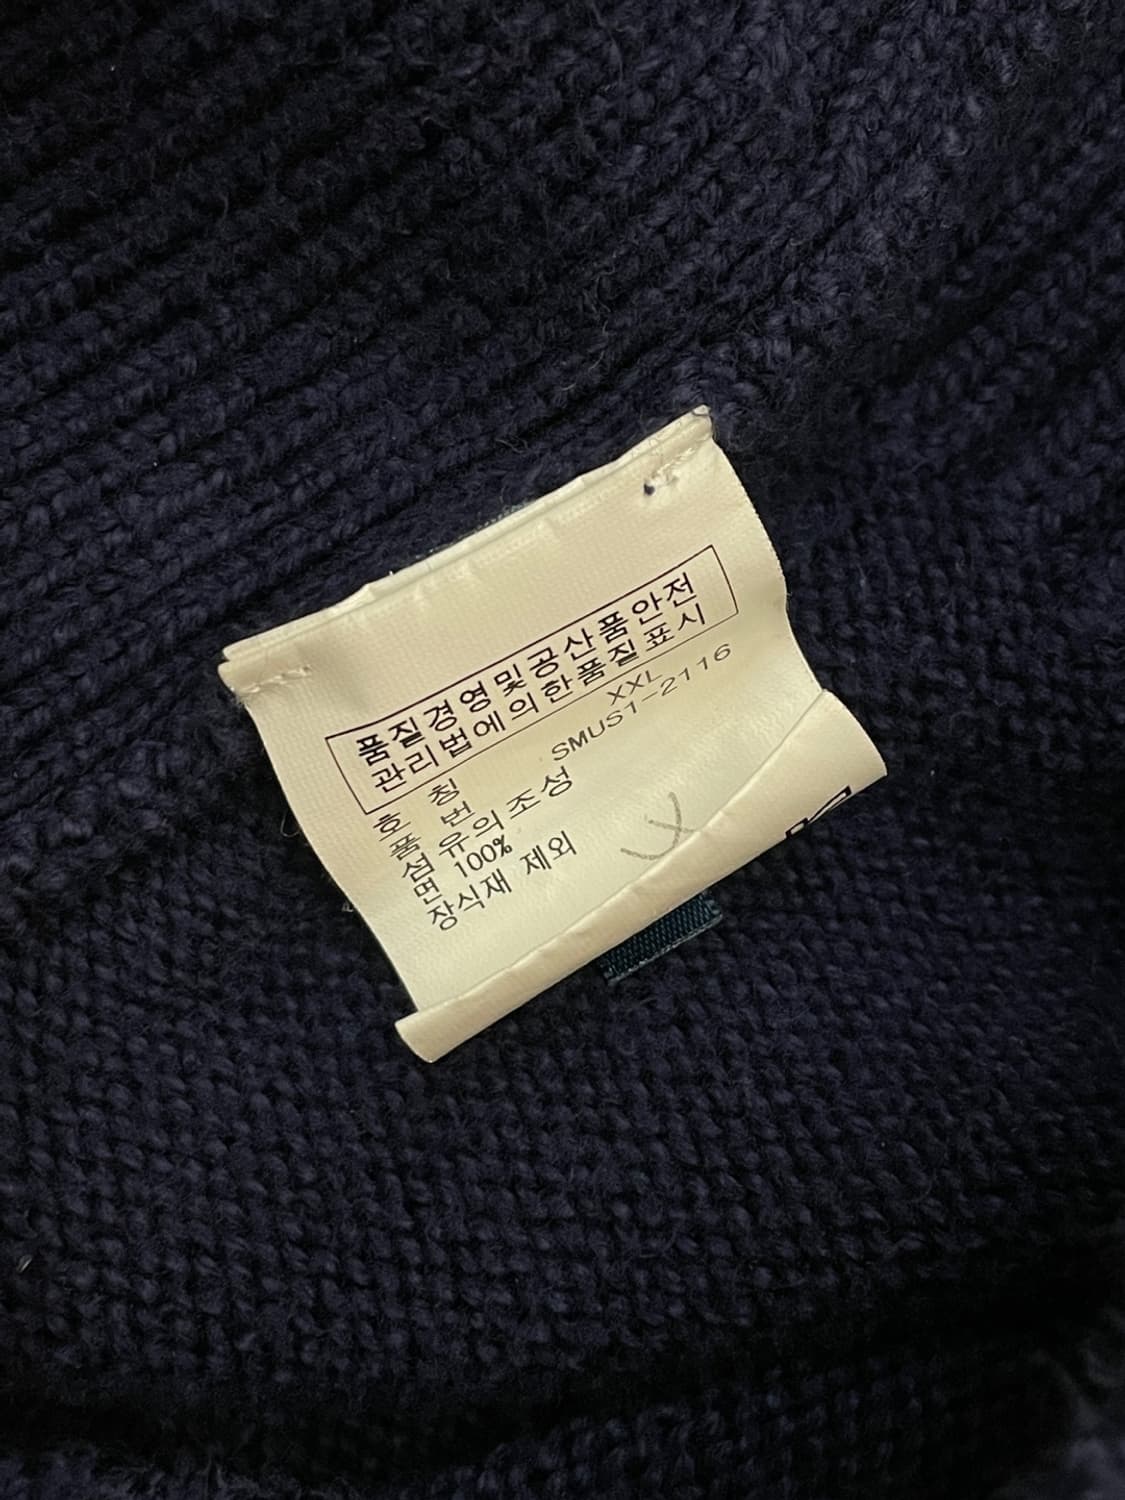 품질경영및공산품안전
관리법에의한품질표시
호 칭 XXL
품 번 SMUS1-2116
섬유의조성
면 100%
장식재 제외